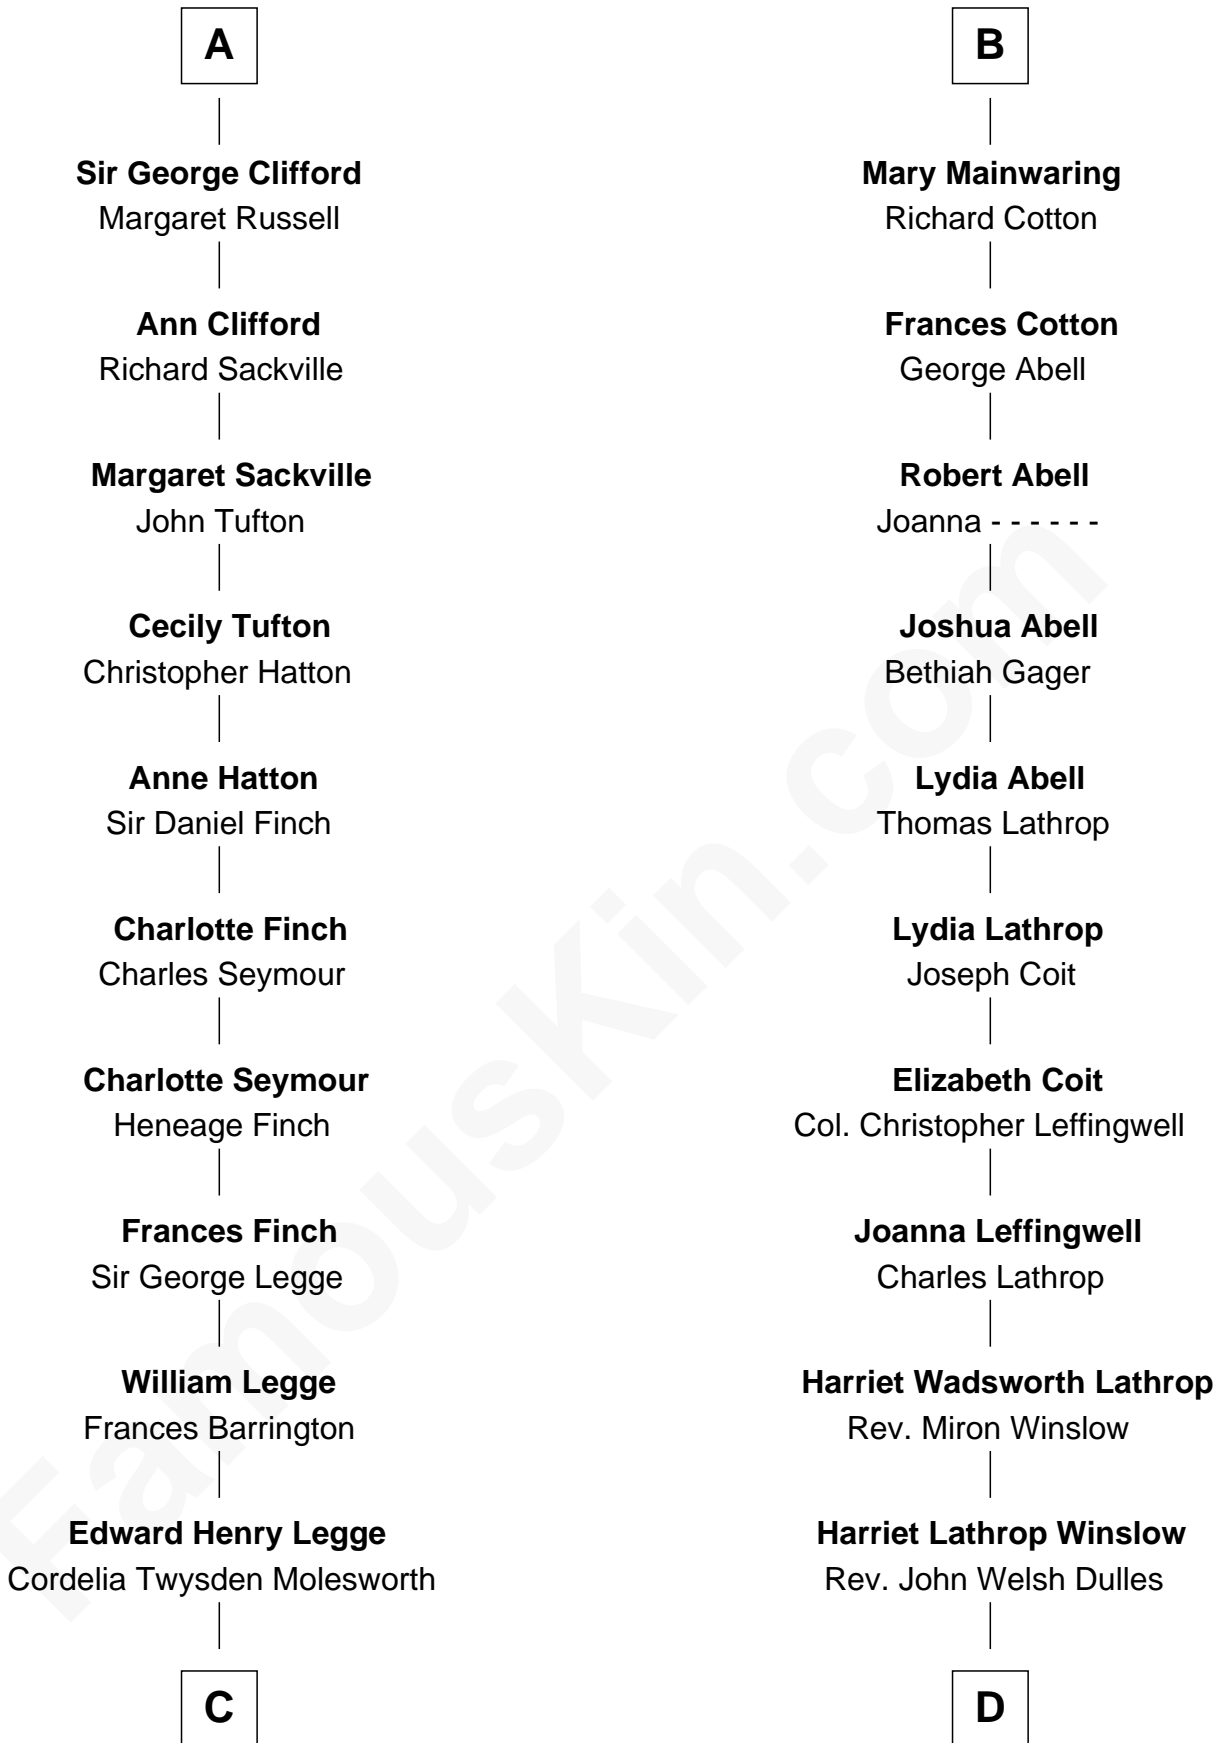 A
Sir George Clifford
Margaret Russell
Ann Clifford
Richard Sackville
Margaret Sackville
John Tufton
Cecily Tufton
Christopher Hatton
Anne Hatton
Sir Daniel Finch
Charlotte Finch
Charles Seymour
Charlotte Seymour
Heneage Finch
Frances Finch
Sir George Legge
William Legge
Frances Barrington
Edward Henry Legge
Cordelia Twysden Molesworth
C
B
Mary Mainwaring
Richard Cotton
Frances Cotton
George Abell
Robert Abell
Joanna - - - - - -
Joshua Abell
Bethiah Gager
Lydia Abell
Thomas Lathrop
Lydia Lathrop
Joseph Coit
Elizabeth Coit
Col. Christopher Leffingwell
Joanna Leffingwell
Charles Lathrop
Harriet Wadsworth Lathrop
Rev. Miron Winslow
Harriet Lathrop Winslow
Rev. John Welsh Dulles
D
FamousKin.com